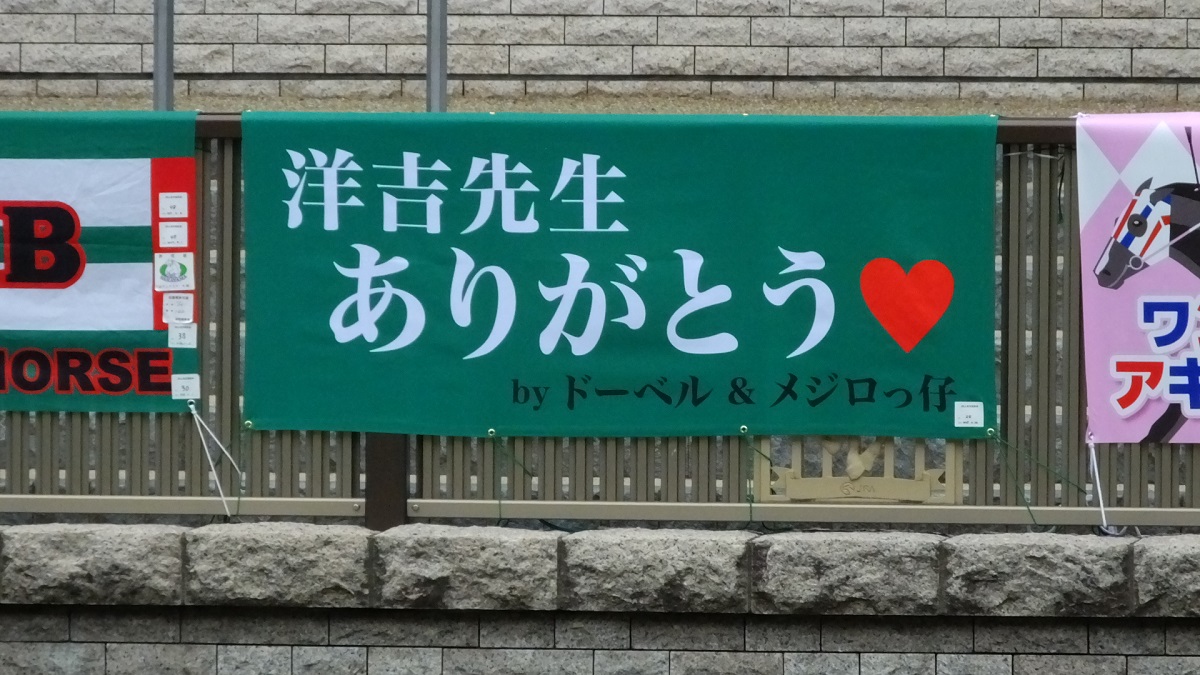 B
HORSE
洋吉先生
ありがとう♥
by ドーベル & メジロっ仔
ワ
アキ